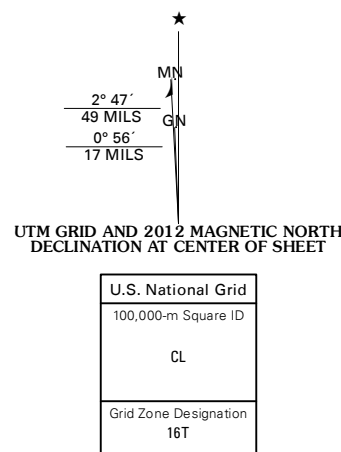 ★
MN
2° 47´
49 MILS
GN
0° 56´
17 MILS
UTM GRID AND 2012 MAGNETIC NORTH
DECLINATION AT CENTER OF SHEET
U.S. National Grid
100,000-m Square ID
CL
Grid Zone Designation
16T